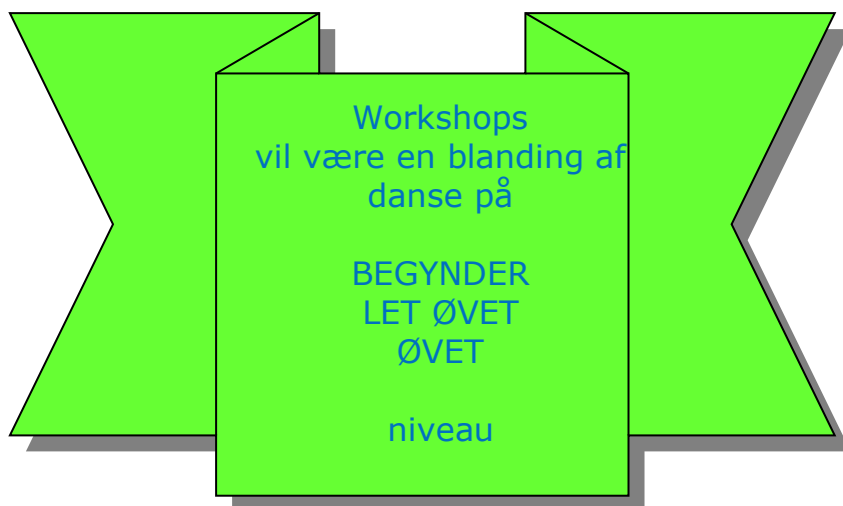 Workshops
vil være en blanding af
danse på
BEGYNDER
LET ØVET
ØVET
niveau